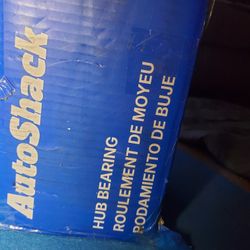 AutoShack
HUB BEARING
ROULEMENT DE MOYEU
RODAMIENTO DE BUJE